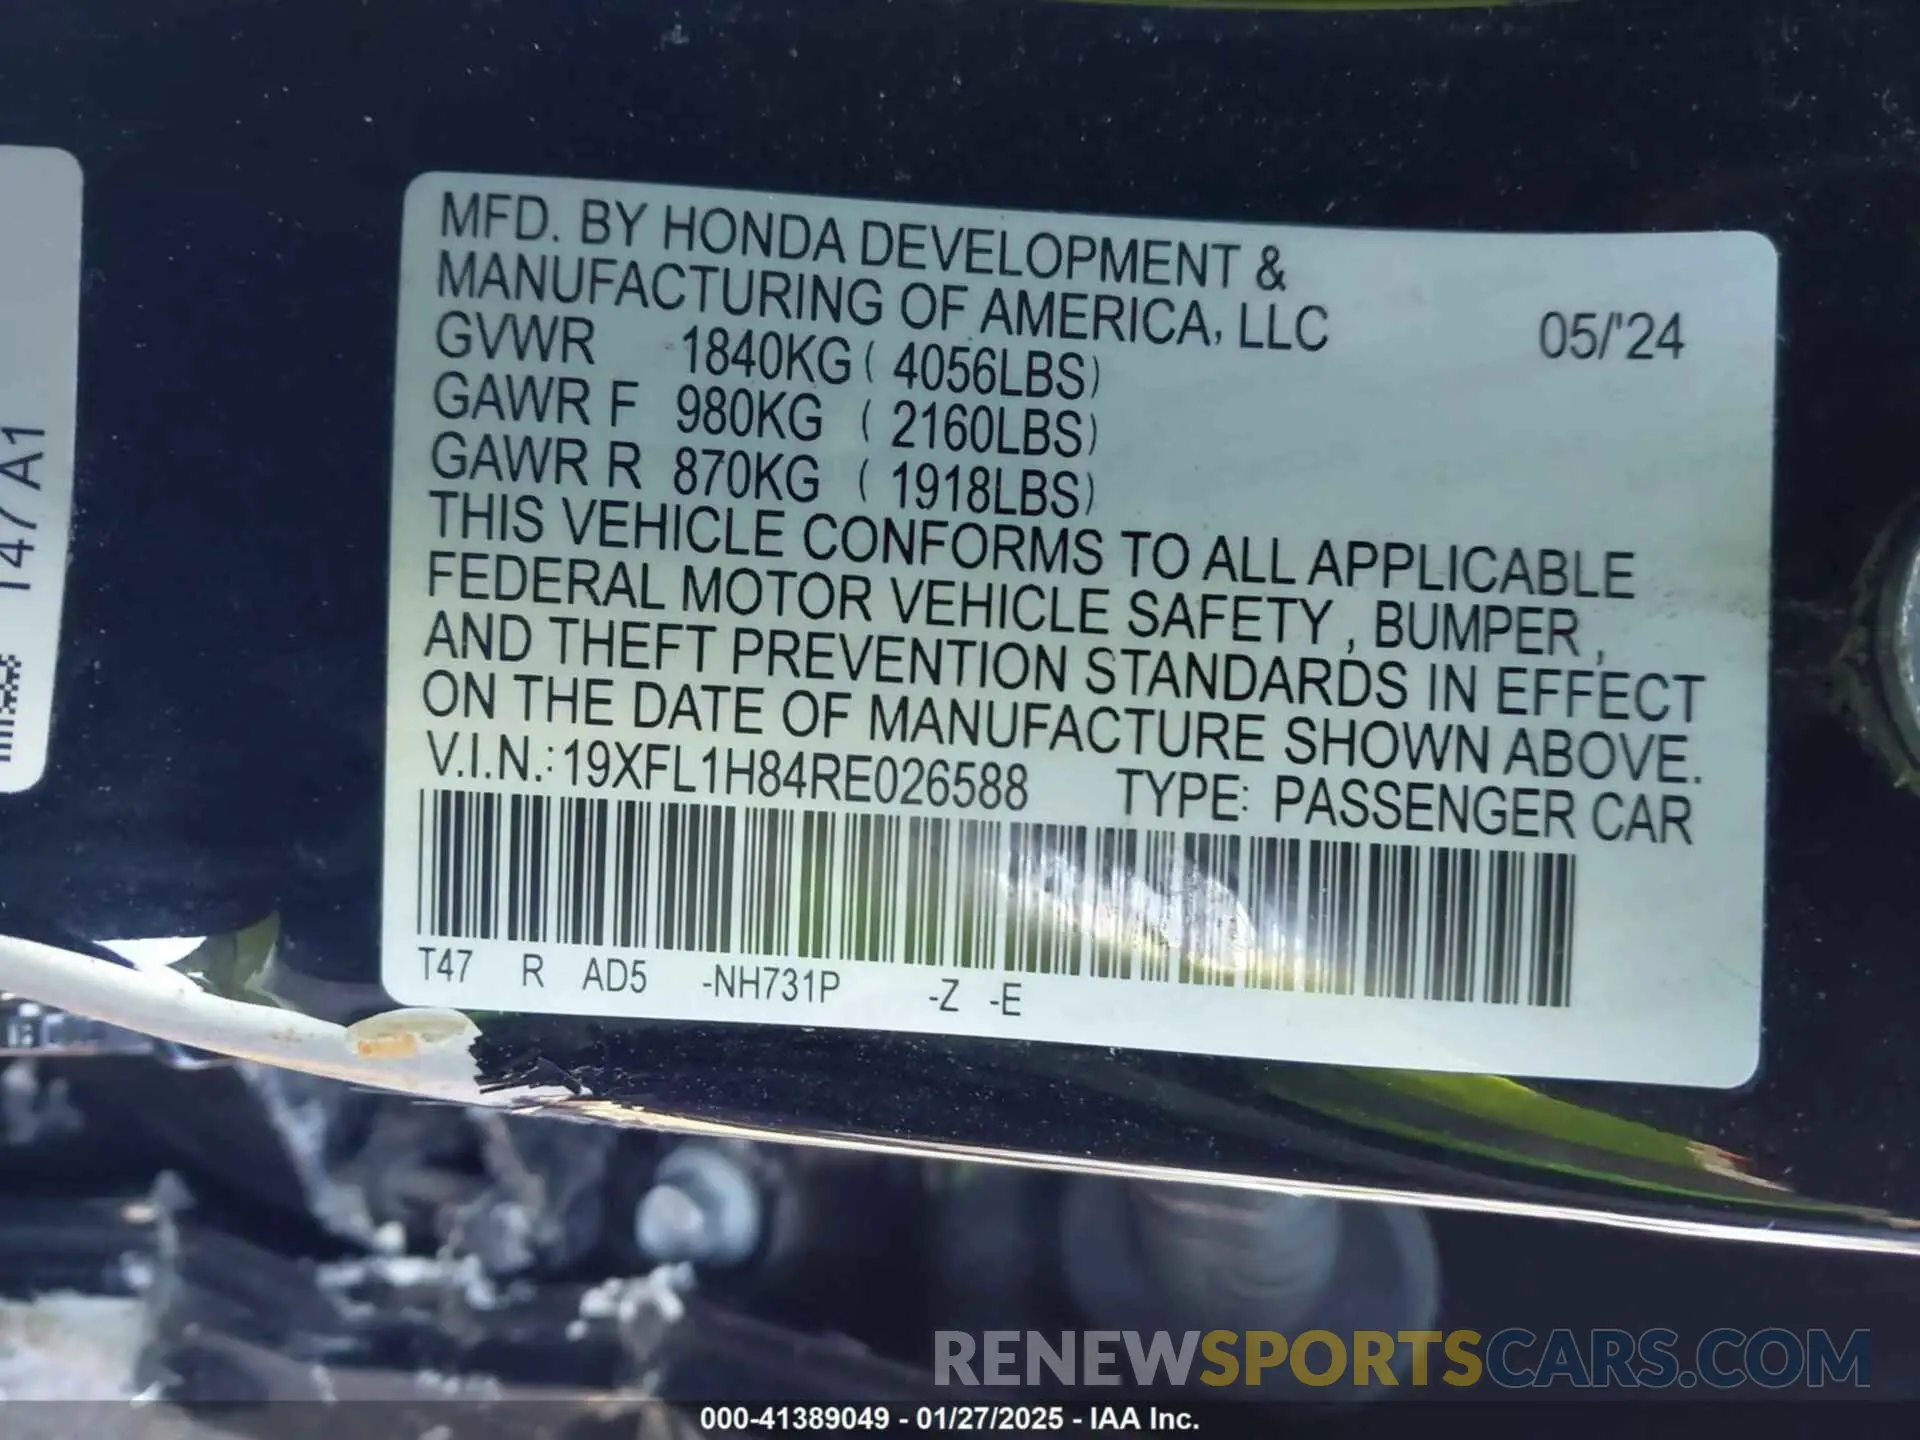 MFD. BY HONDA DEVELOPMENT &
MANUFACTURING OF AMERICA, LLC 05/'24
GVWR 1840KG ( 4056LBS)
GAWR F 980KG ( 2160LBS)
GAWR R 870KG ( 1918LBS)
THIS VEHICLE CONFORMS TO ALL APPLICABLE
FEDERAL MOTOR VEHICLE SAFETY , BUMPER ,
AND THEFT PREVENTION STANDARDS IN EFFECT
ON THE DATE OF MANUFACTURE SHOWN ABOVE.
V.I.N.: 19XFL1H84RE026588 TYPE: PASSENGER CAR
T47 R AD5 -NH731P -Z -E
147 A1
RENEWSPORTSCARS.COM
000-41389049 - 01/27/2025 - IAA Inc.